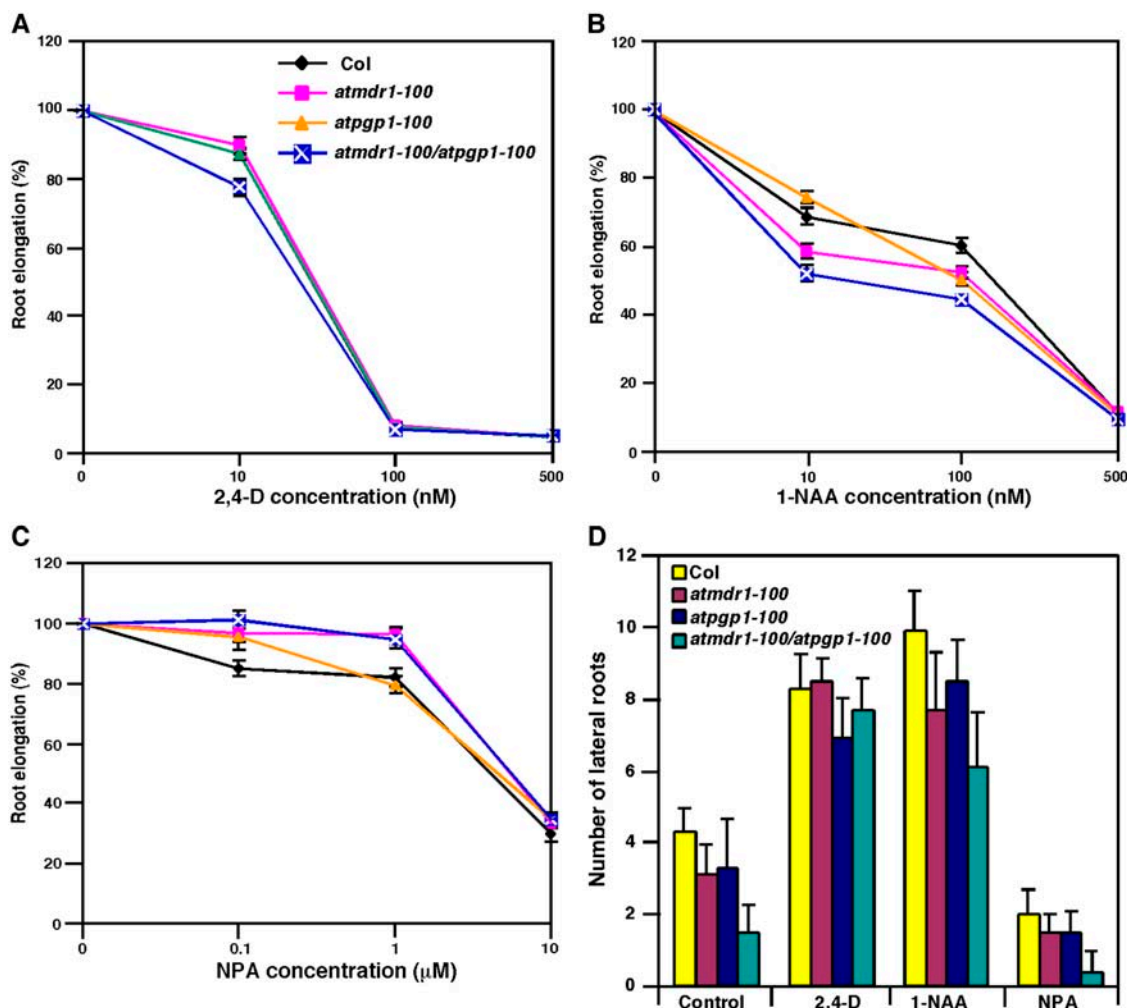 A
120
100
80
60
40
20
0
Root elongation (%)
Col
atmdr1-100
atpgp1-100
atmdr1-100/atpgp1-100
0 10 100 500
2,4-D concentration (nM)
B
120
100
80
60
40
20
0
Root elongation (%)
0 10 100 500
1-NAA concentration (nM)
C
120
100
80
60
40
20
0
Root elongation (%)
0 0.1 1 10
NPA concentration (μM)
D
12
10
8
6
4
2
0
Number of lateral roots
Col
atmdr1-100
atpgp1-100
atmdr1-100/atpgp1-100
Control 2,4-D 1-NAA NPA